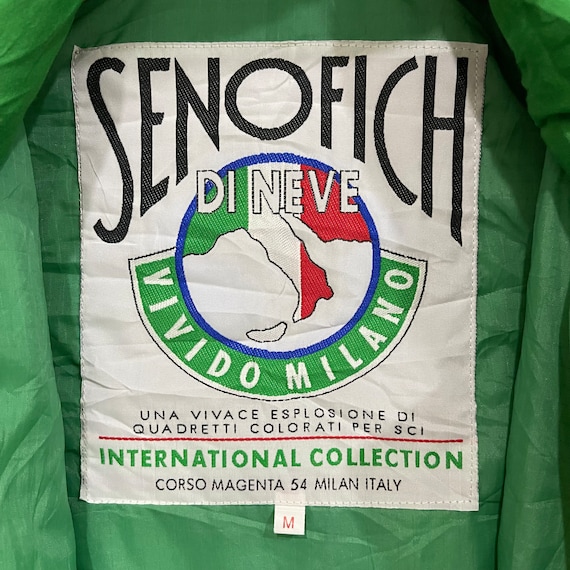 SENOFICH
DI NEVE
VIVIDO MILANO
UNA VIVACE ESPLOSIONE DI
QUADRETTI COLORATI PER SCI
INTERNATIONAL COLLECTION
CORSO MAGENTA 54 MILAN ITALY
M